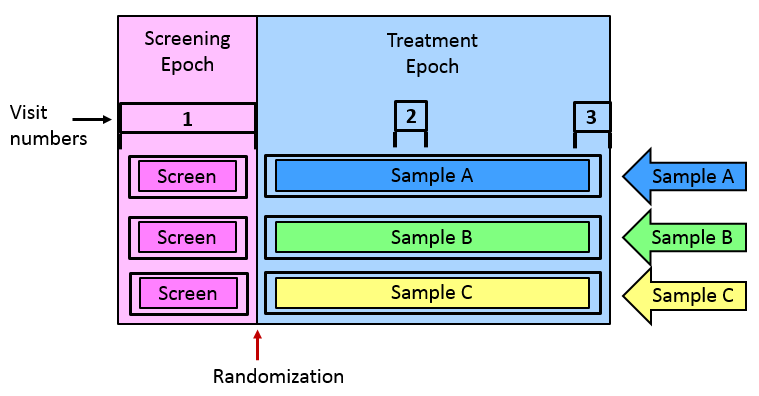 Screening
Epoch
Treatment
Epoch
Visit
numbers
1
2
3
Screen
Sample A
Sample A
Screen
Sample B
Sample B
Screen
Sample C
Sample C
Randomization